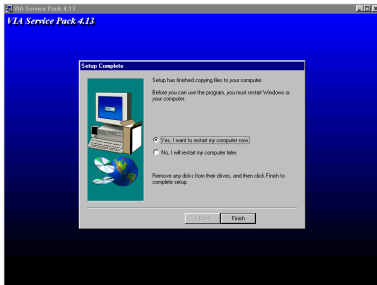 VIA Service Pack 4.13
VIA Service Pack 4.13
Setup Complete
Setup has finished copying files to your computer.
Before you can use the program, you must restart Windows or
your computer.
Yes, I want to restart my computer now.
No, I will restart my computer later.
Remove any disks from their drives, and then click Finish to
complete setup.
Finish